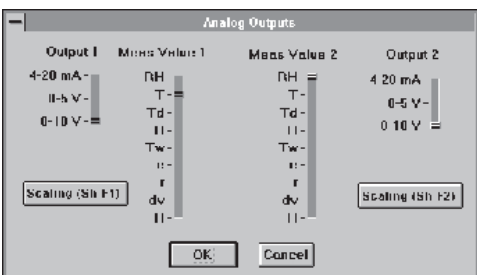 Analog Outputs
Output 1 Meas Value 1 Meas Value 2 Output 2
4-20 mA - RH RH 4 20 mA
0-5 V - T - T - 0-5 V -
0-10 V - Td - Td - 0 10 V
Tw - Tw -
r r
Scaling (Sh F1) dv dv Scaling (Sh F2)
OK Cancel